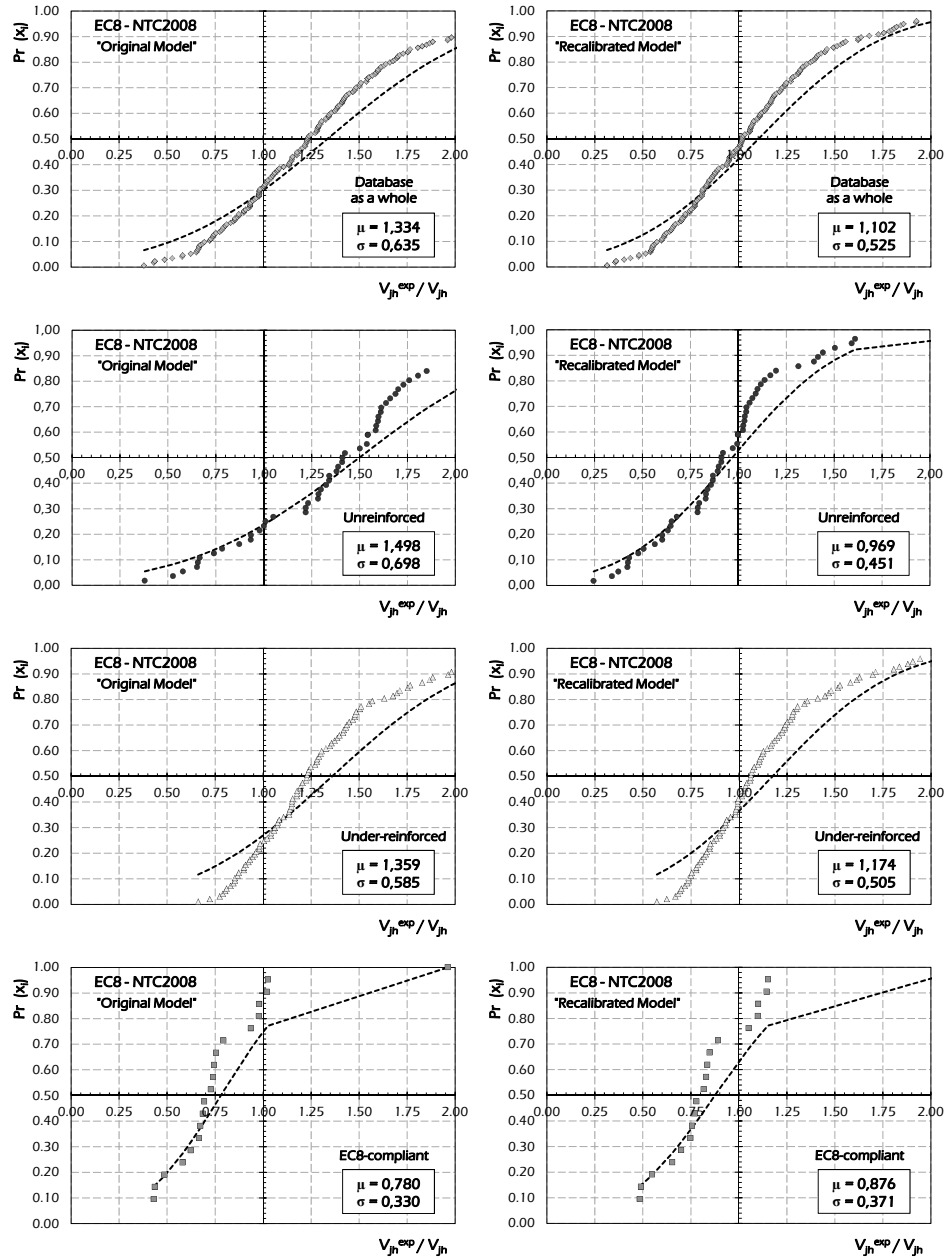 Pr (xi)
1.00
0.90
0.80
0.70
0.60
0.50
0.40
0.30
0.20
0.10
0.00
EC8 - NTC2008
"Original Model"
0.00 0.25 0.50 0.75 1.00 1.25 1.50 1.75 2.00
Database
as a whole
μ = 1,334
σ = 0,635
Vjh^exp / Vjh
Pr (xi)
1.00
0.90
0.80
0.70
0.60
0.50
0.40
0.30
0.20
0.10
0.00
EC8 - NTC2008
"Recalibrated Model"
0.00 0.25 0.50 0.75 1.00 1.25 1.50 1.75 2.00
Database
as a whole
μ = 1,102
σ = 0,525
Vjh^exp / Vjh
Pr (xi)
1,00
0,90
0,80
0,70
0,60
0,50
0,40
0,30
0,20
0,10
0,00
EC8 - NTC2008
"Original Model"
0.00 0.25 0.50 0.75 1.00 1.25 1.50 1.75 2.00
Unreinforced
μ = 1,498
σ = 0,698
Vjh^exp / Vjh
Pr (xi)
1,00
0,90
0,80
0,70
0,60
0,50
0,40
0,30
0,20
0,10
0,00
EC8 - NTC2008
"Recalibrated Model"
0.00 0.25 0.50 0.75 1.00 1.25 1.50 1.75 2.00
Unreinforced
μ = 0,969
σ = 0,451
Vjh^exp / Vjh
Pr (xi)
1.00
0.90
0.80
0.70
0.60
0.50
0.40
0.30
0.20
0.10
0.00
EC8 - NTC2008
"Original Model"
0.00 0.25 0.50 0.75 1.00 1.25 1.50 1.75 2.00
Under-reinforced
μ = 1,359
σ = 0,585
Vjh^exp / Vjh
Pr (xi)
1.00
0.90
0.80
0.70
0.60
0.50
0.40
0.30
0.20
0.10
0.00
EC8 - NTC2008
"Recalibrated Model"
0.00 0.25 0.50 0.75 1.00 1.25 1.50 1.75 2.00
Under-reinforced
μ = 1,174
σ = 0,505
Vjh^exp / Vjh
Pr (xi)
1.00
0.90
0.80
0.70
0.60
0.50
0.40
0.30
0.20
0.10
0.00
EC8 - NTC2008
"Original Model"
0.00 0.25 0.50 0.75 1.00 1.25 1.50 1.75 2.00
EC8-compliant
μ = 0,780
σ = 0,330
Vjh^exp / Vjh
Pr (xi)
1.00
0.90
0.80
0.70
0.60
0.50
0.40
0.30
0.20
0.10
0.00
EC8 - NTC2008
"Recalibrated Model"
0.00 0.25 0.50 0.75 1.00 1.25 1.50 1.75 2.00
EC8-compliant
μ = 0,876
σ = 0,371
Vjh^exp / Vjh